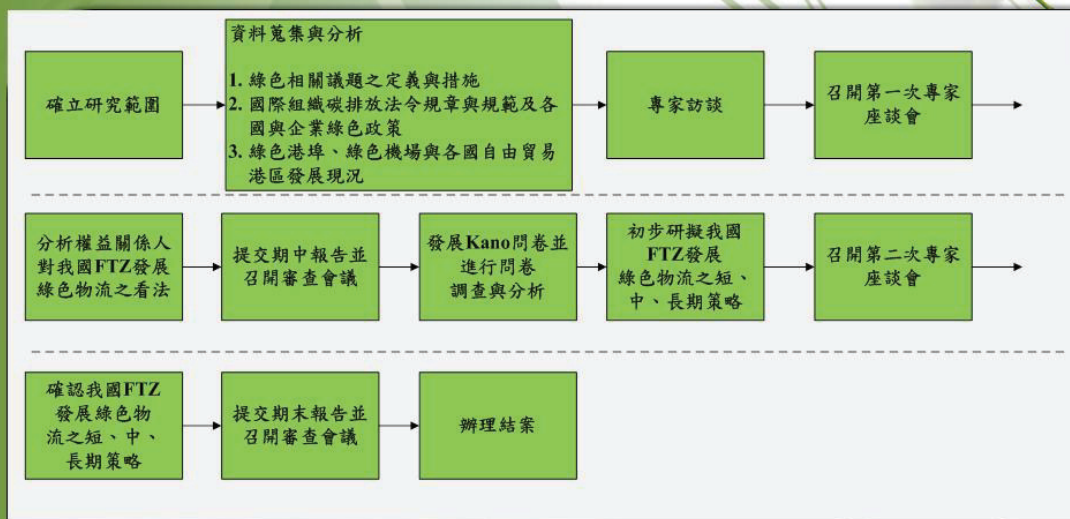 確立研究範圍
資料蒐集與分析
1. 綠色相關議題之定義與措施
2. 國際組織碳排放法令規章與規範及各
國與企業綠色政策
3. 綠色港埠、綠色機場與各國自由貿易
港區發展現況
專家訪談
召開第一次專家
座談會
分析權益關係人
對我國FTZ發展
綠色物流之看法
提交期中報告並
召開審查會議
發展Kano問卷並
進行問卷
調查與分析
初步研擬我國
FTZ發展
綠色物流之短、
中、長期策略
召開第二次專家
座談會
確認我國FTZ
發展綠色物
流之短、中、
長期策略
提交期末報告並
召開審查會議
辦理結案